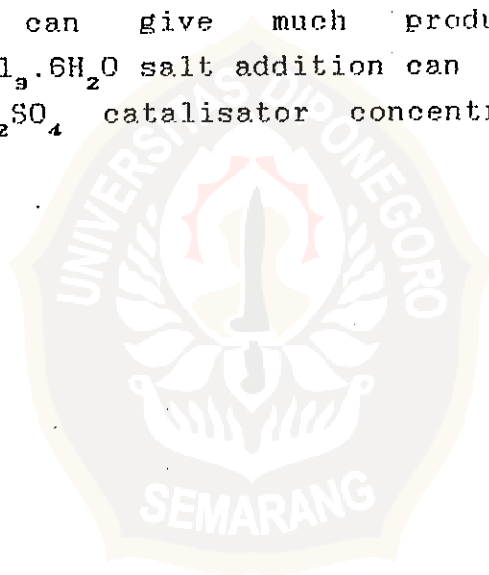 can give much produ
l₃.6H₂O salt addition can
₂SO₄ catalisator concentr
UNIVERSITAS DIPONEGORO
SEMARANG